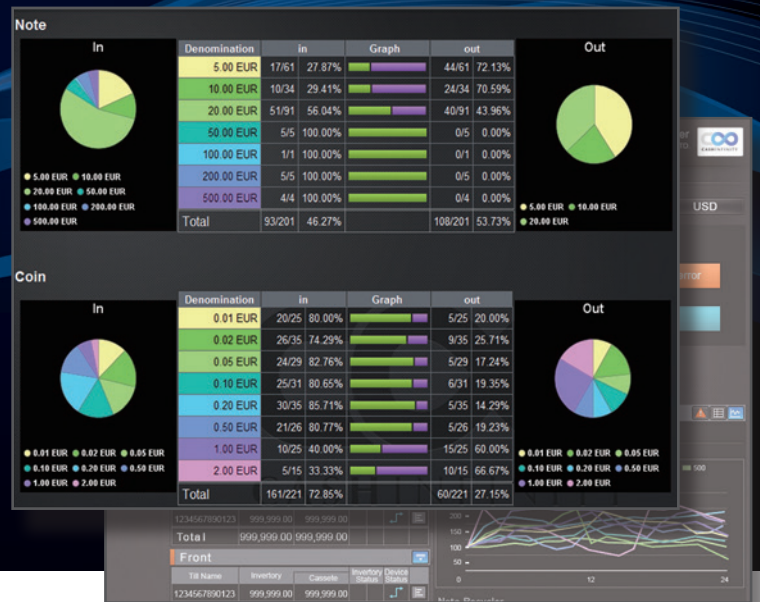 Note
In
Denomination in Graph out
5.00 EUR 17/61 27.87% 44/61 72.13%
10.00 EUR 10/34 29.41% 24/34 70.59%
20.00 EUR 51/91 56.04% 40/91 43.96%
50.00 EUR 5/5 100.00% 0/5 0.00%
100.00 EUR 1/1 100.00% 0/1 0.00%
200.00 EUR 5/5 100.00% 0/5 0.00%
500.00 EUR 4/4 100.00% 0/4 0.00%
Total 93/201 46.27% 108/201 53.73%
5.00 EUR 10.00 EUR
20.00 EUR 50.00 EUR
100.00 EUR 200.00 EUR
500.00 EUR
Out
5.00 EUR 10.00 EUR
20.00 EUR
Coin
In
Denomination in Graph out
0.01 EUR 20/25 80.00% 5/25 20.00%
0.02 EUR 26/35 74.29% 9/35 25.71%
0.05 EUR 24/29 82.76% 5/29 17.24%
0.10 EUR 25/31 80.65% 6/31 19.35%
0.20 EUR 30/35 85.71% 5/35 14.29%
0.50 EUR 21/26 80.77% 5/26 19.23%
1.00 EUR 10/25 40.00% 15/25 60.00%
2.00 EUR 5/15 33.33% 10/15 66.67%
Total 161/221 72.85% 60/221 27.15%
0.01 EUR 0.02 EUR 0.05 EUR
0.10 EUR 0.20 EUR 0.50 EUR
1.00 EUR 2.00 EUR
Out
0.01 EUR 0.02 EUR 0.05 EUR
0.10 EUR 0.20 EUR 0.50 EUR
1.00 EUR 2.00 EUR
CASHINFINITY
USD
500
1234567890123 999,999.00 999,999.00
Total 999,999.00 999,999.00
Front
Till Name Invertory Cassete Invertory Status Device Status
1234567890123 999,999.00 999,999.00
200
150
100
50
0 12 24